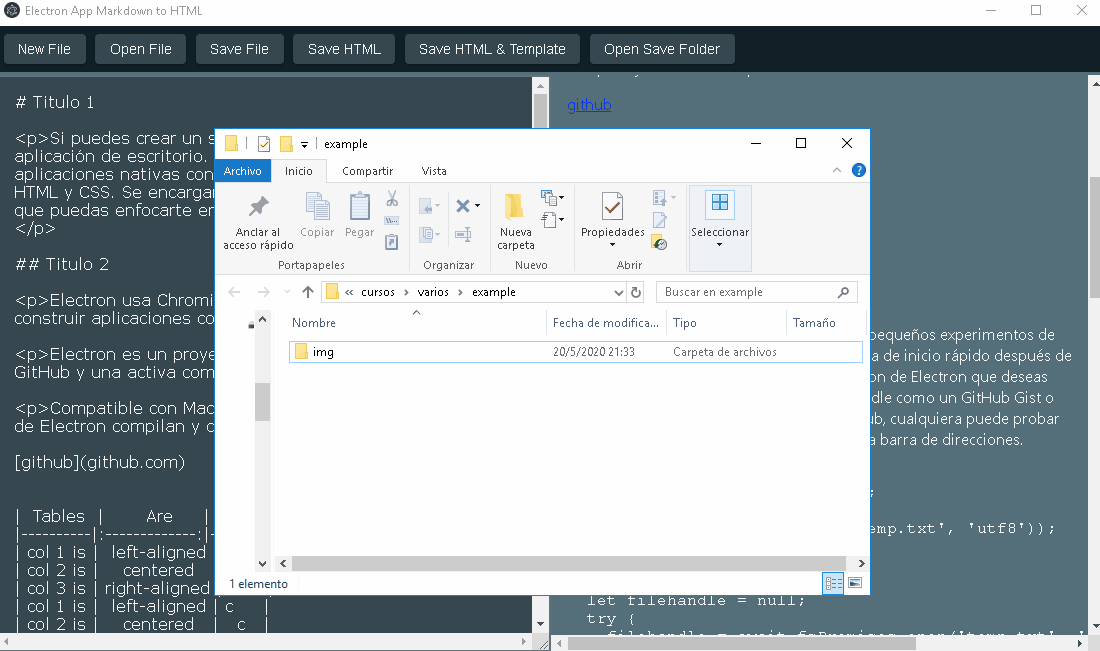 Electron App Markdown to HTML
New File
Open File
Save File
Save HTML
Save HTML & Template
Open Save Folder
# Titulo 1
<p>Si puedes crear un s
aplicación de escritorio.
aplicaciones nativas con
HTML y CSS. Se encargar
que puedas enfocarte en
</p>
## Titulo 2
<p>Electron usa Chromi
construir aplicaciones co
<p>Electron es un proye
GitHub y una activa com
<p>Compatible con Mac
de Electron compilan y c
[github](github.com)
| Tables | Are |
|----------|:-------------:|-
| col 1 is | left-aligned
| col 2 is | centered
| col 3 is | right-aligned
| col 1 is | left-aligned | c |
| col 2 is | centered | c |
example
Archivo
Inicio
Compartir
Vista
Anclar al
acceso rápido
Copiar
Pegar
Portapapeles
Organizar
Nueva
carpeta
Nuevo
Propiedades
Abrir
Seleccionar
« cursos > varios > example
Buscar en example
Nombre
Fecha de modifica...
Tipo
Tamaño
img
20/5/2020 21:33
Carpeta de archivos
1 elemento
github
pequeños experimentos de
a de inicio rápido después de
on de Electron que deseas
dle como un GitHub Gist o
ub, cualquiera puede probar
a barra de direcciones.
;
emp.txt', 'utf8'));
let filehandle = null;
try {